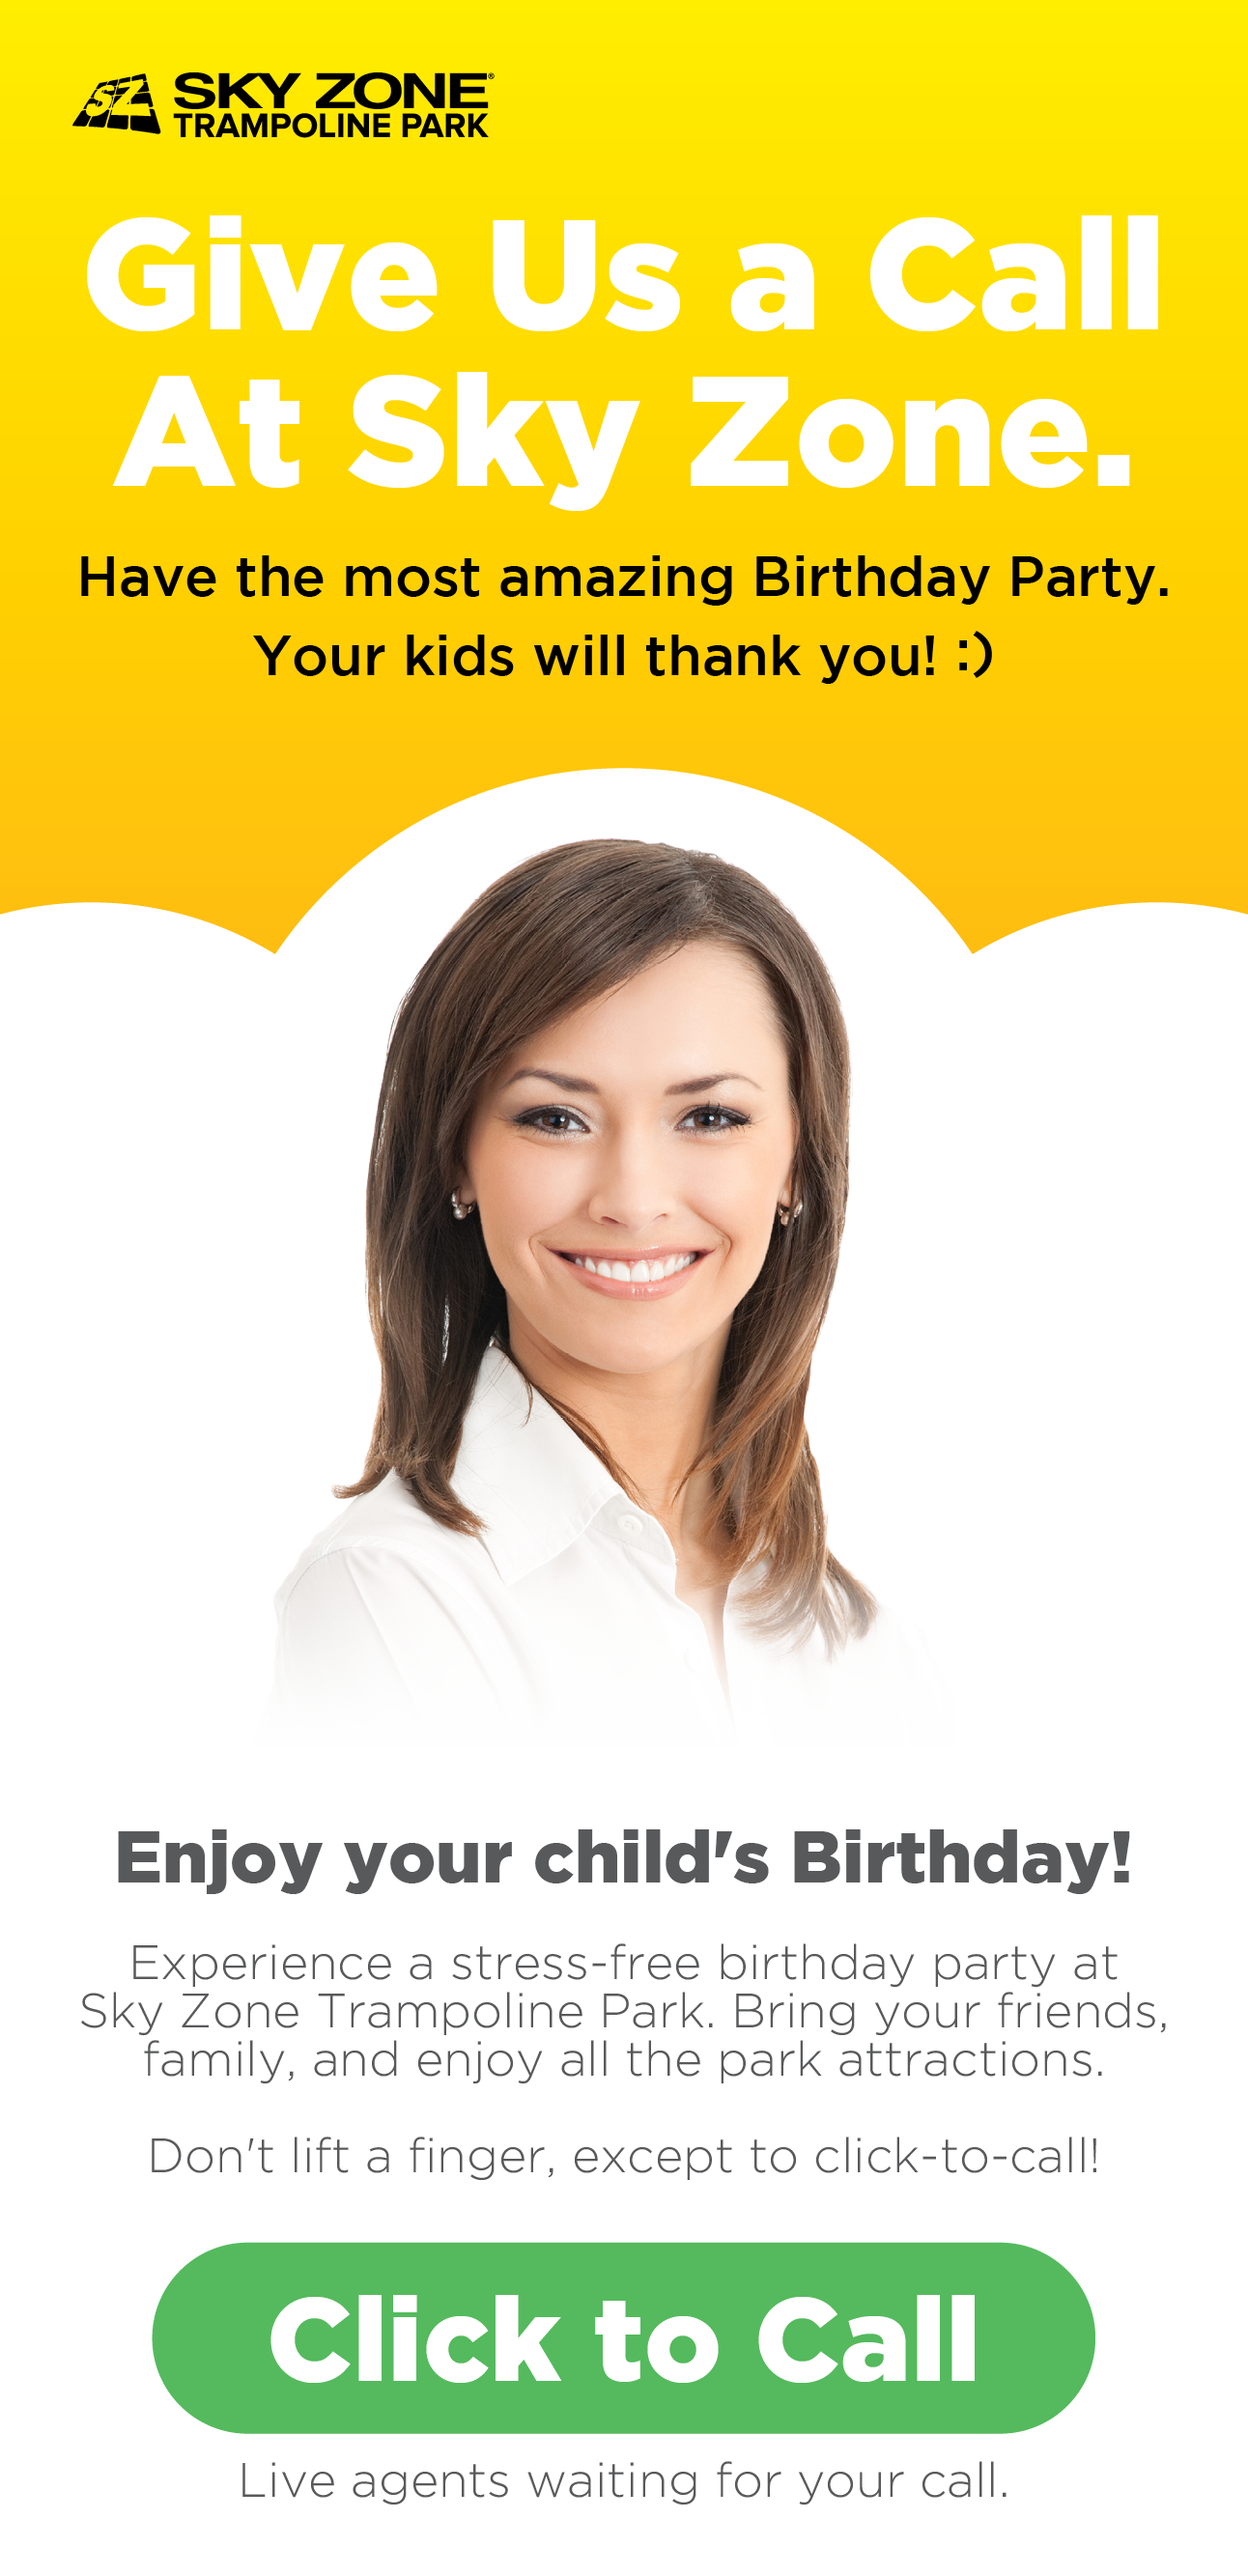 SZ SKY ZONE®
TRAMPOLINE PARK
Give Us a Call
At Sky Zone.
Have the most amazing Birthday Party.
Your kids will thank you! :)
Enjoy your child's Birthday!
Experience a stress-free birthday party at
Sky Zone Trampoline Park. Bring your friends,
family, and enjoy all the park attractions.
Don't lift a finger, except to click-to-call!
Click to Call
Live agents waiting for your call.